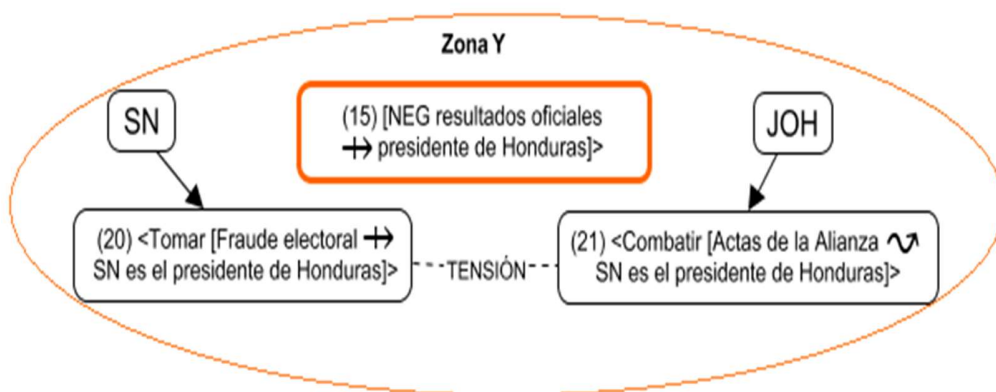 Zona Y
SN
(15) [NEG resultados oficiales
⇸ presidente de Honduras]>
JOH
(20) <Tomar [Fraude electoral ⇸
SN es el presidente de Honduras]>
--- TENSIÓN ---
(21) <Combatir [Actas de la Alianza ↝
SN es el presidente de Honduras]>